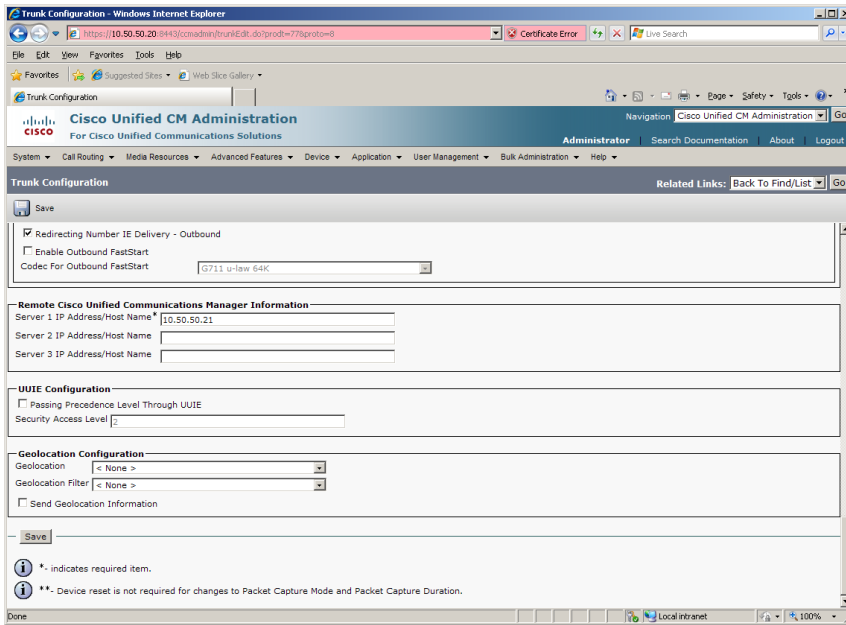 Trunk Configuration - Windows Internet Explorer
https://10.50.50.20:8443/ccmadmin/trunkEdit.do?prodt=77&proto=8
Certificate Error
Live Search
File Edit View Favorites Tools Help
Favorites Suggested Sites Web Slice Gallery
Trunk Configuration
Page Safety Tools
CISCO
Cisco Unified CM Administration
For Cisco Unified Communications Solutions
Navigation Cisco Unified CM Administration Go
Administrator | Search Documentation | About | Logout
System Call Routing Media Resources Advanced Features Device Application User Management Bulk Administration Help
Trunk Configuration
Related Links: Back To Find/List Go
Save
Redirecting Number IE Delivery - Outbound
Enable Outbound FastStart
Codec For Outbound FastStart G711 u-law 64K
Remote Cisco Unified Communications Manager Information
Server 1 IP Address/Host Name* 10.50.50.21
Server 2 IP Address/Host Name
Server 3 IP Address/Host Name
UUIE Configuration
Passing Precedence Level Through UUIE
Security Access Level 2
Geolocation Configuration
Geolocation < None >
Geolocation Filter < None >
Send Geolocation Information
Save
*- indicates required item.
**- Device reset is not required for changes to Packet Capture Mode and Packet Capture Duration.
Done
Local intranet
100%